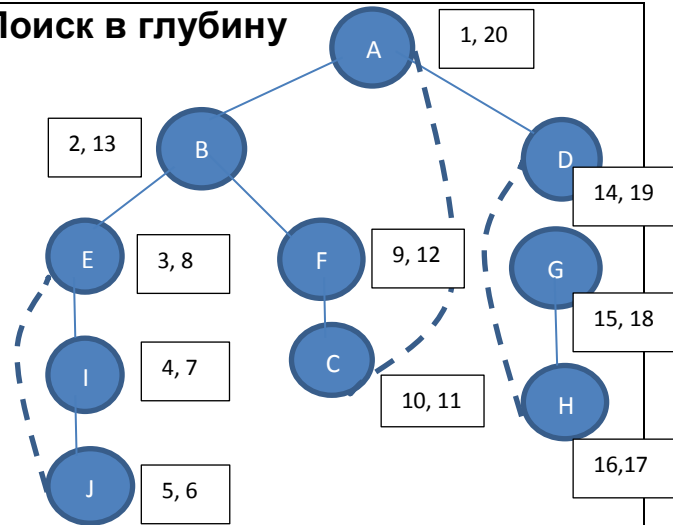 Поиск в глубину
A
1, 20
2, 13
B
D
14, 19
E
3, 8
F
9, 12
G
15, 18
I
4, 7
C
10, 11
H
16,17
J
5, 6